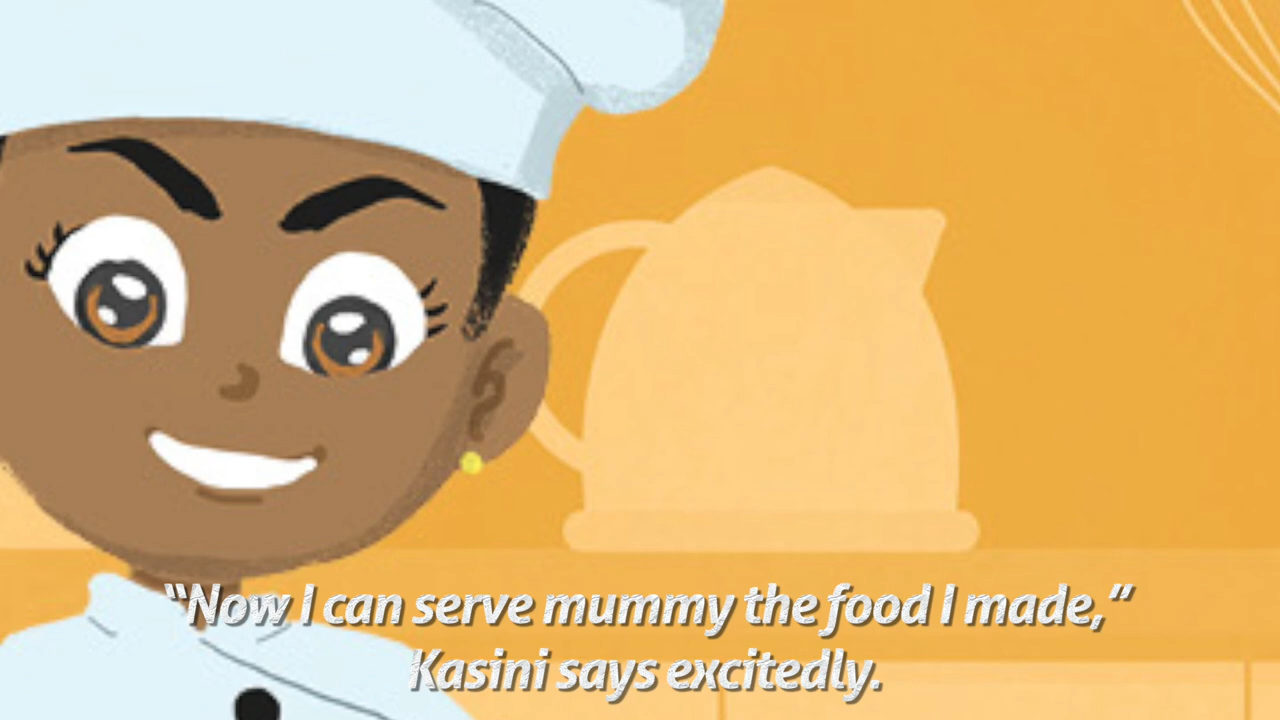 “Now I can serve mummy the food I made,”
Kasini says excitedly.